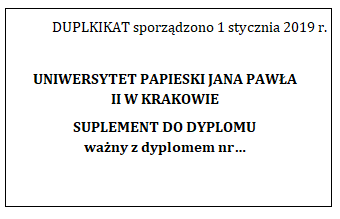 DUPLKIKAT sporządzono 1 stycznia 2019 r.
UNIWERSYTET PAPIESKI JANA PAWŁA
II W KRAKOWIE
SUPLEMENT DO DYPLOMU
ważny z dyplomem nr…